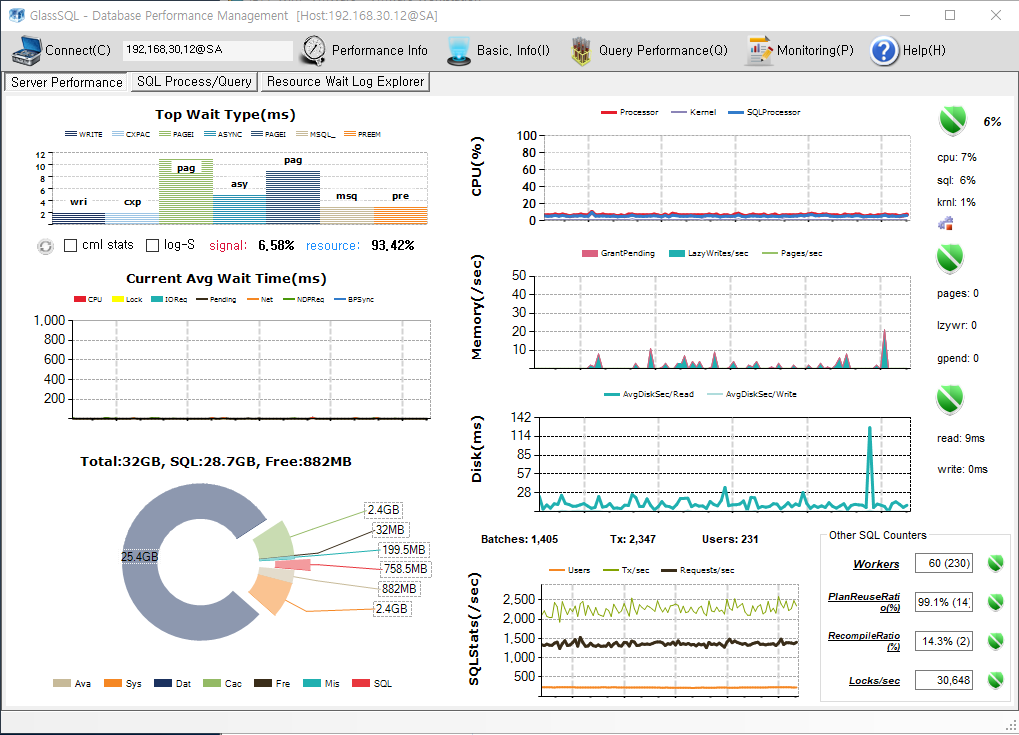 GlassSQL - Database Performance Management [Host:192.168.30.12@SA]
Connect(C) 192,168,30,12@SA Performance Info Basic, Info(I) Query Performance(Q) Monitoring(P) Help(H)
Server Performance SQL Process/Query Resource Wait Log Explorer
Top Wait Type(ms)
WRITE CXPAC PAGEI ASYNC PAGEI MSQL_ PREEM
12
10
8
6
4
2
wri cxp pag asy pag msq pre
cml stats log-S signal: 6,58% resource: 93,42%
Current Avg Wait Time(ms)
CPU Lock IOReq Pending Net NDPReq BPSync
1,000
800
600
400
200
Total:32GB, SQL:28.7GB, Free:882MB
25.4GB
2.4GB
32MB
199.5MB
758.5MB
882MB
2.4GB
Ava Sys Dat Cac Fre Mis SQL
Processor Kernel SQLProcessor
CPU(%)
100
80
60
40
20
0
6%
cpu: 7%
sql: 6%
krnl: 1%
GrantPending LazyWrites/sec Pages/sec
Memory(/sec)
50
40
30
20
10
pages: 0
lzywr: 0
gpend: 0
AvgDiskSec/Read AvgDiskSec/Write
Disk(ms)
142
114
85
57
28
read: 9ms
write: 0ms
Batches: 1,405 Tx: 2,347 Users: 231
Users Tx/sec Requests/sec
SQLStats(/sec)
2,500
2,000
1,500
1,000
500
Other SQL Counters
Workers 60 (230)
PlanReuseRati
o(%) 99.1% (14
RecompileRatio
(%) 14.3% (2)
Locks/sec 30,648